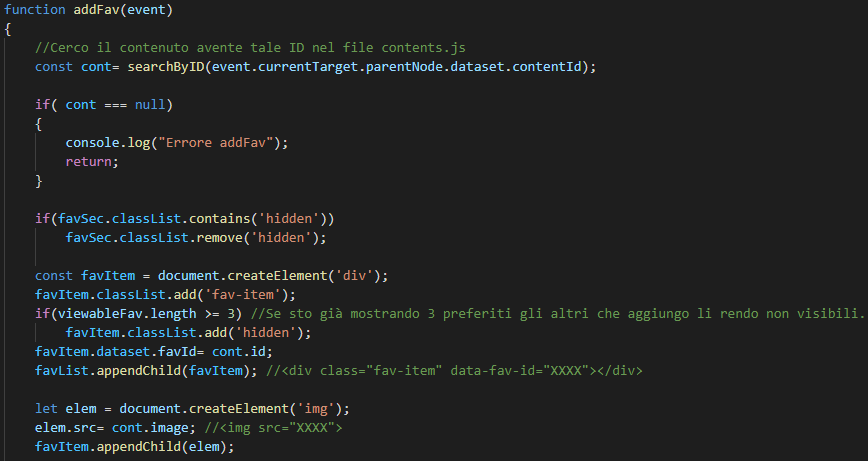 function addFav(event)
{
//Cerco il contenuto avente tale ID nel file contents.js
const cont= searchByID(event.currentTarget.parentNode.dataset.contentId);
if( cont === null)
{
console.log("Errore addFav");
return;
}
if(favSec.classList.contains('hidden'))
favSec.classList.remove('hidden');
const favItem = document.createElement('div');
favItem.classList.add('fav-item');
if(viewableFav.length >= 3) //Se sto già mostrando 3 preferiti gli altri che aggiungo li rendo non visibili.
favItem.classList.add('hidden');
favItem.dataset.favId= cont.id;
favList.appendChild(favItem); //<div class="fav-item" data-fav-id="XXXX"></div>
let elem = document.createElement('img');
elem.src= cont.image; //<img src="XXXX">
favItem.appendChild(elem);